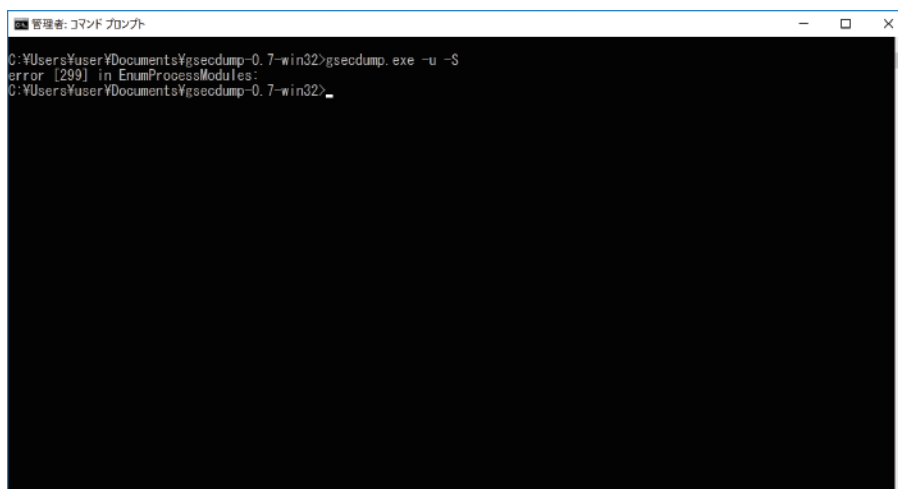 管理者: コマンド プロンプト
C:¥Users¥user¥Documents¥gsecdump-0.7-win32>gsecdump.exe -u -S
error [299] in EnumProcessModules:
C:¥Users¥user¥Documents¥gsecdump-0.7-win32>